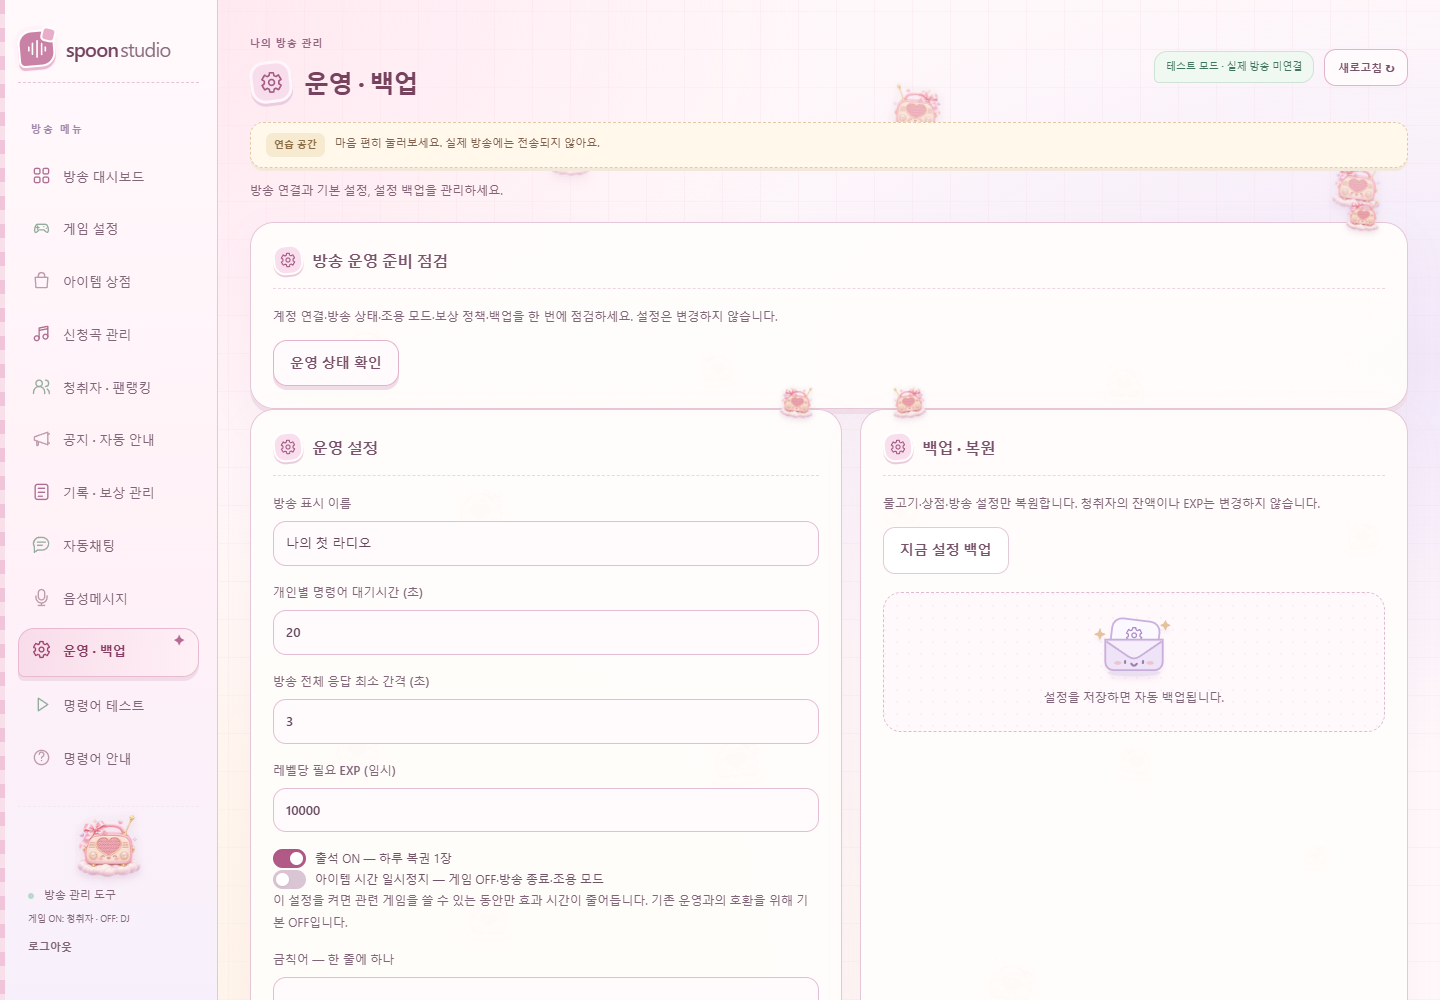 spoon studio
방송 메뉴
방송 대시보드
게임 설정
아이템 상점
신청곡 관리
청취자 · 팬랭킹
공지 · 자동 안내
기록 · 보상 관리
자동채팅
음성메시지
운영 · 백업
명령어 테스트
명령어 안내
방송 관리 도구
게임 ON: 청취자 · OFF: DJ
로그아웃
나의 방송 관리
운영 · 백업
테스트 모드 · 실제 방송 미연결
새로고침 ↻
연습 공간 마음 편히 눌러보세요. 실제 방송에는 전송되지 않아요.
방송 연결과 기본 설정, 설정 백업을 관리하세요.
방송 운영 준비 점검
계정 연결·방송 상태·조용 모드·보상 정책·백업을 한 번에 점검하세요. 설정은 변경하지 않습니다.
운영 상태 확인
운영 설정
방송 표시 이름
나의 첫 라디오
개인별 명령어 대기시간 (초)
20
방송 전체 응답 최소 간격 (초)
3
레벨당 필요 EXP (임시)
10000
출석 ON — 하루 복권 1장
아이템 시간 일시정지 — 게임 OFF·방송 종료·조용 모드
이 설정을 켜면 관련 게임을 쓸 수 있는 동안만 효과 시간이 줄어듭니다. 기존 운영과의 호환을 위해 기
본 OFF입니다.
금칙어 — 한 줄에 하나
백업 · 복원
물고기·상점·방송 설정만 복원합니다. 청취자의 잔액이나 EXP는 변경하지 않습니다.
지금 설정 백업
설정을 저장하면 자동 백업됩니다.